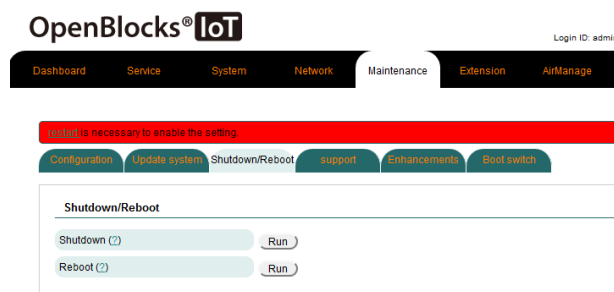 OpenBlocks® IoT
Login ID: admi
Dashboard Service System Network Maintenance Extension AirManage
restart is necessary to enable the setting.
Configuration Update system Shutdown/Reboot support Enhancements Boot switch
Shutdown/Reboot
Shutdown (?) Run
Reboot (?) Run